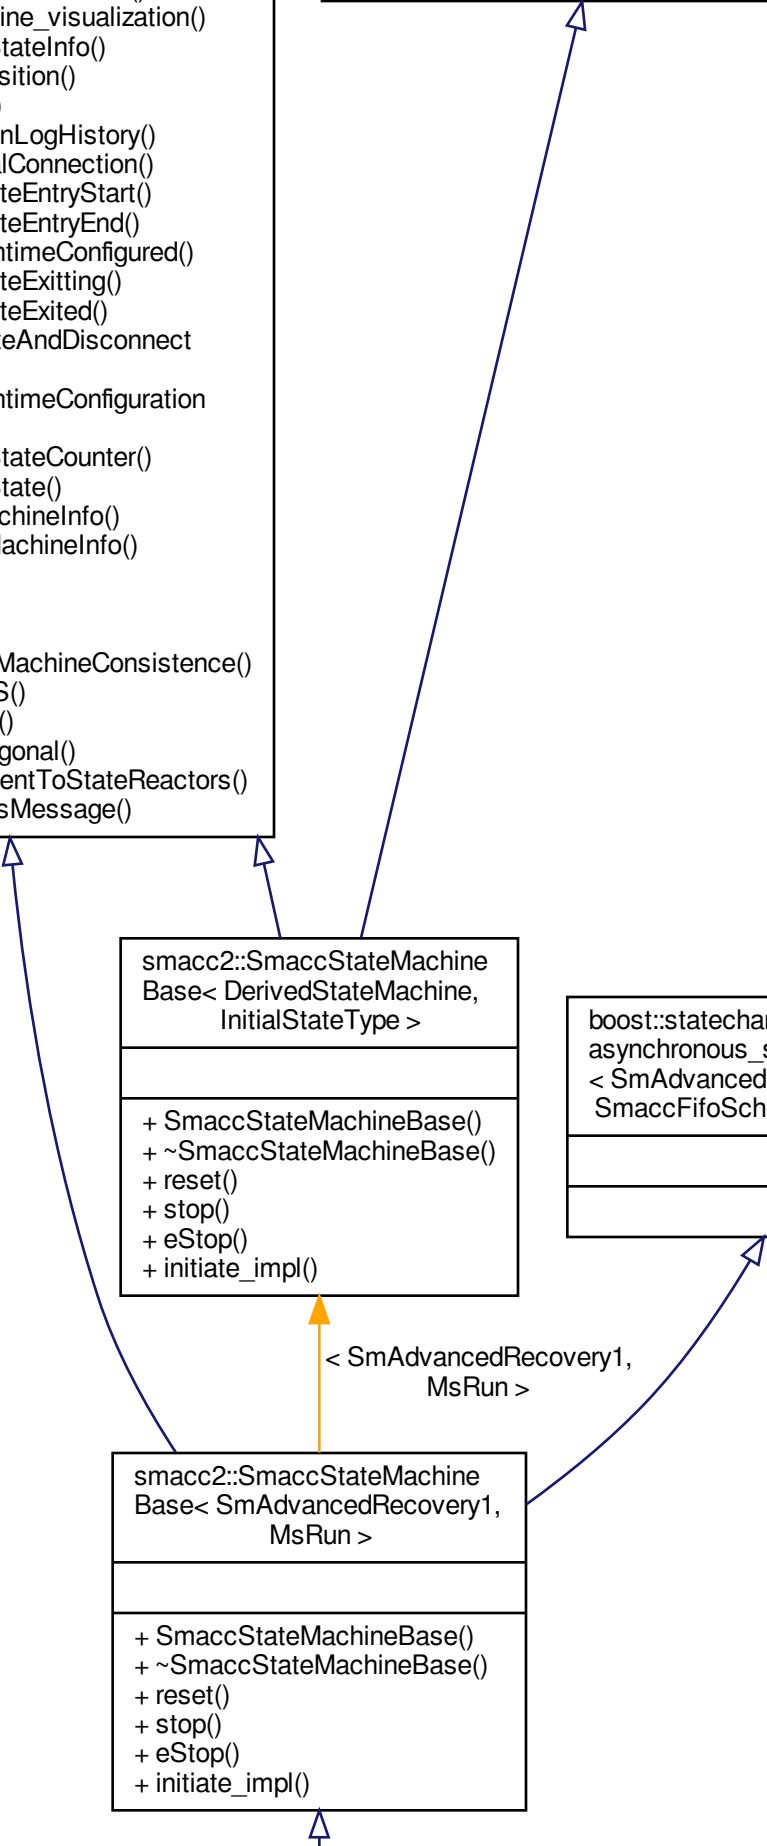 ine_visualization()
tateInfo()
sition()
)
nLogHistory()
alConnection()
teEntryStart()
teEntryEnd()
ntimeConfigured()
teExitting()
teExited()
teAndDisconnect
ntimeConfiguration
tateCounter()
tate()
chineInfo()
MachineInfo()
MachineConsistence()
S()
()
gonal()
entToStateReactors()
sMessage()
smacc2::SmaccStateMachine
Base< DerivedStateMachine,
InitialStateType >
+ SmaccStateMachineBase()
+ ~SmaccStateMachineBase()
+ reset()
+ stop()
+ eStop()
+ initiate_impl()
boost::statechar
asynchronous_s
< SmAdvanced
SmaccFifoSch
< SmAdvancedRecovery1,
MsRun >
smacc2::SmaccStateMachine
Base< SmAdvancedRecovery1,
MsRun >
+ SmaccStateMachineBase()
+ ~SmaccStateMachineBase()
+ reset()
+ stop()
+ eStop()
+ initiate_impl()